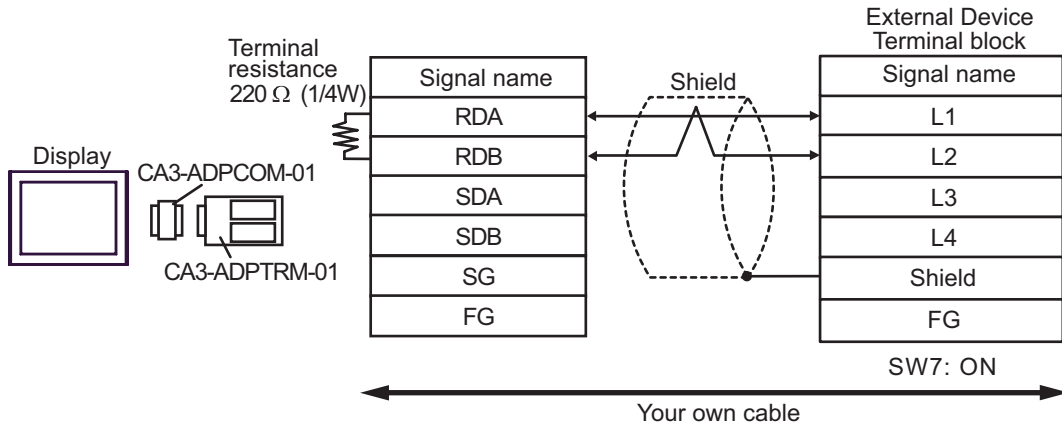 External Device
Terminal block
Terminal
resistance
220 Ω (1/4W)
Signal name
Shield
Signal name
RDA
L1
RDB
L2
Display
CA3-ADPCOM-01
SDA
L3
SDB
L4
CA3-ADPTRM-01
SG
Shield
FG
FG
SW7: ON
Your own cable